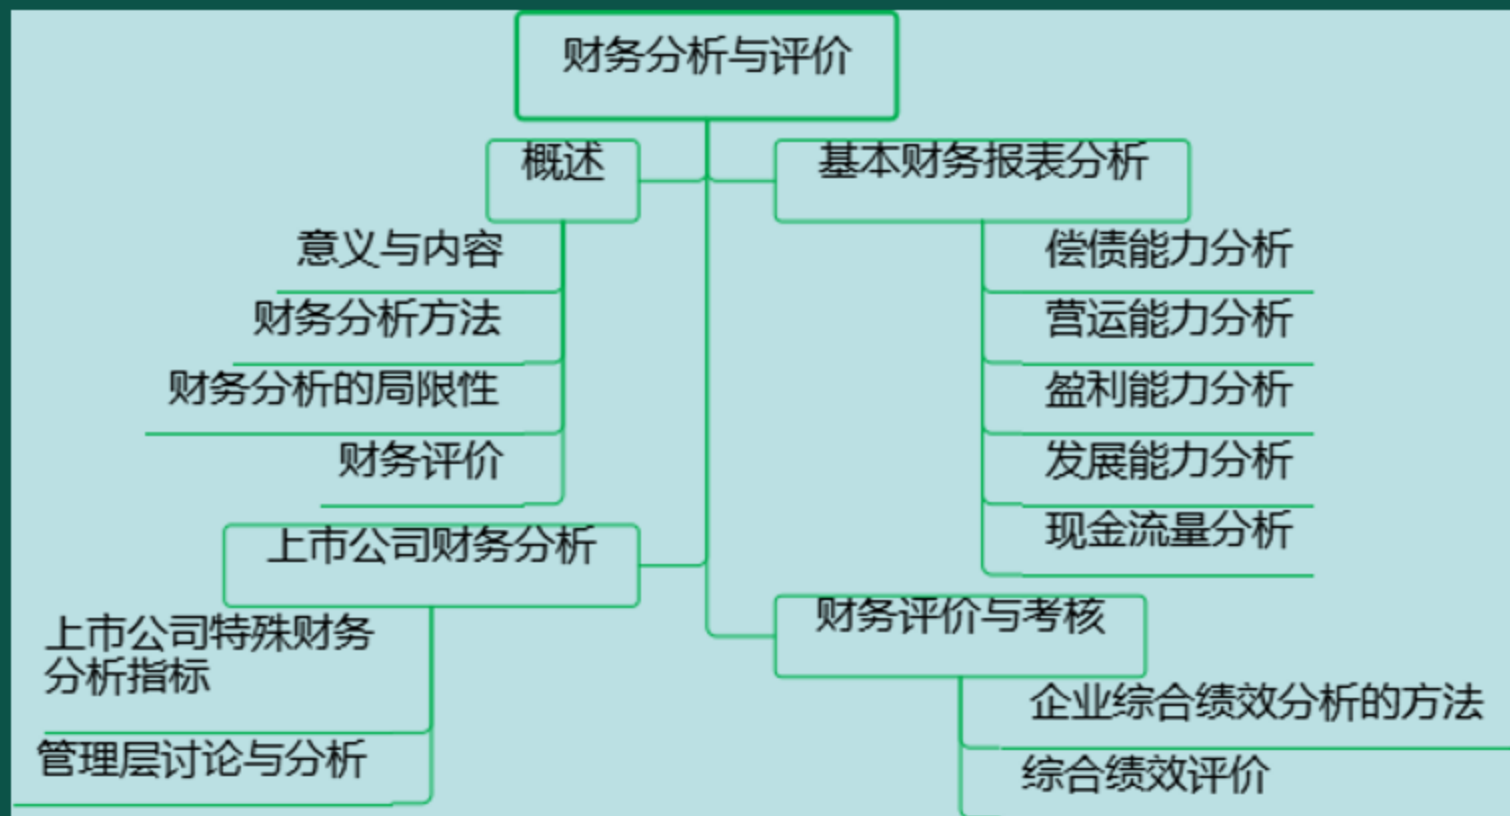 财务分析与评价
概述
意义与内容
财务分析方法
财务分析的局限性
财务评价
基本财务报表分析
偿债能力分析
营运能力分析
盈利能力分析
发展能力分析
现金流量分析
上市公司财务分析
上市公司特殊财务
分析指标
管理层讨论与分析
财务评价与考核
企业综合绩效分析的方法
综合绩效评价